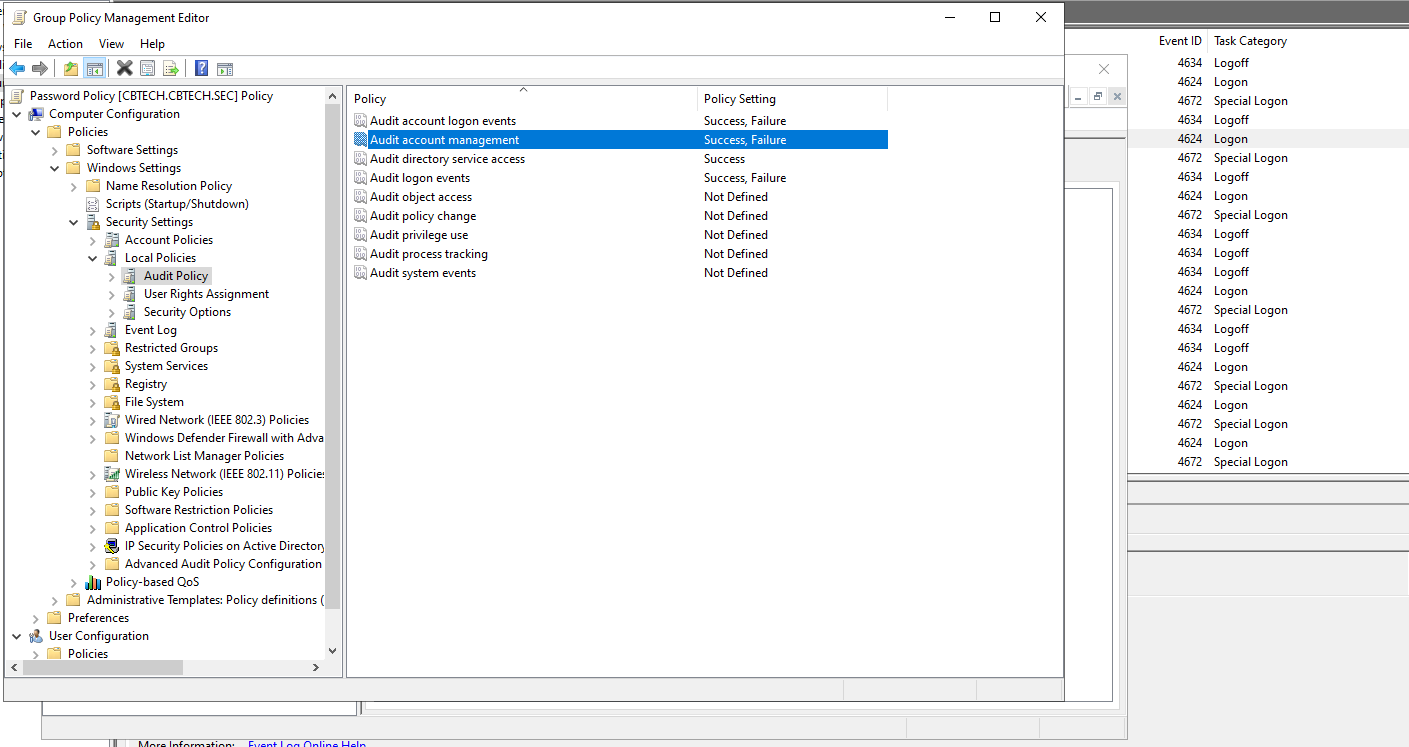 Group Policy Management Editor
File Action View Help
Password Policy [CBTECH.CBTECH.SEC] Policy
Computer Configuration
Policies
Software Settings
Windows Settings
Name Resolution Policy
Scripts (Startup/Shutdown)
Security Settings
Account Policies
Local Policies
Audit Policy
User Rights Assignment
Security Options
Event Log
Restricted Groups
System Services
Registry
File System
Wired Network (IEEE 802.3) Policies
Windows Defender Firewall with Adva
Network List Manager Policies
Wireless Network (IEEE 802.11) Policies
Public Key Policies
Software Restriction Policies
Application Control Policies
IP Security Policies on Active Directory
Advanced Audit Policy Configuration
Policy-based QoS
Administrative Templates: Policy definitions (
Preferences
User Configuration
Policies
Policy Policy Setting
Audit account logon events Success, Failure
Audit account management Success, Failure
Audit directory service access Success
Audit logon events Success, Failure
Audit object access Not Defined
Audit policy change Not Defined
Audit privilege use Not Defined
Audit process tracking Not Defined
Audit system events Not Defined
Event ID Task Category
4634 Logoff
4624 Logon
4672 Special Logon
4634 Logoff
4624 Logon
4672 Special Logon
4634 Logoff
4624 Logon
4672 Special Logon
4634 Logoff
4634 Logoff
4634 Logoff
4624 Logon
4672 Special Logon
4634 Logoff
4634 Logoff
4624 Logon
4672 Special Logon
4624 Logon
4672 Special Logon
4624 Logon
4672 Special Logon
More Information: Event Log Online Help